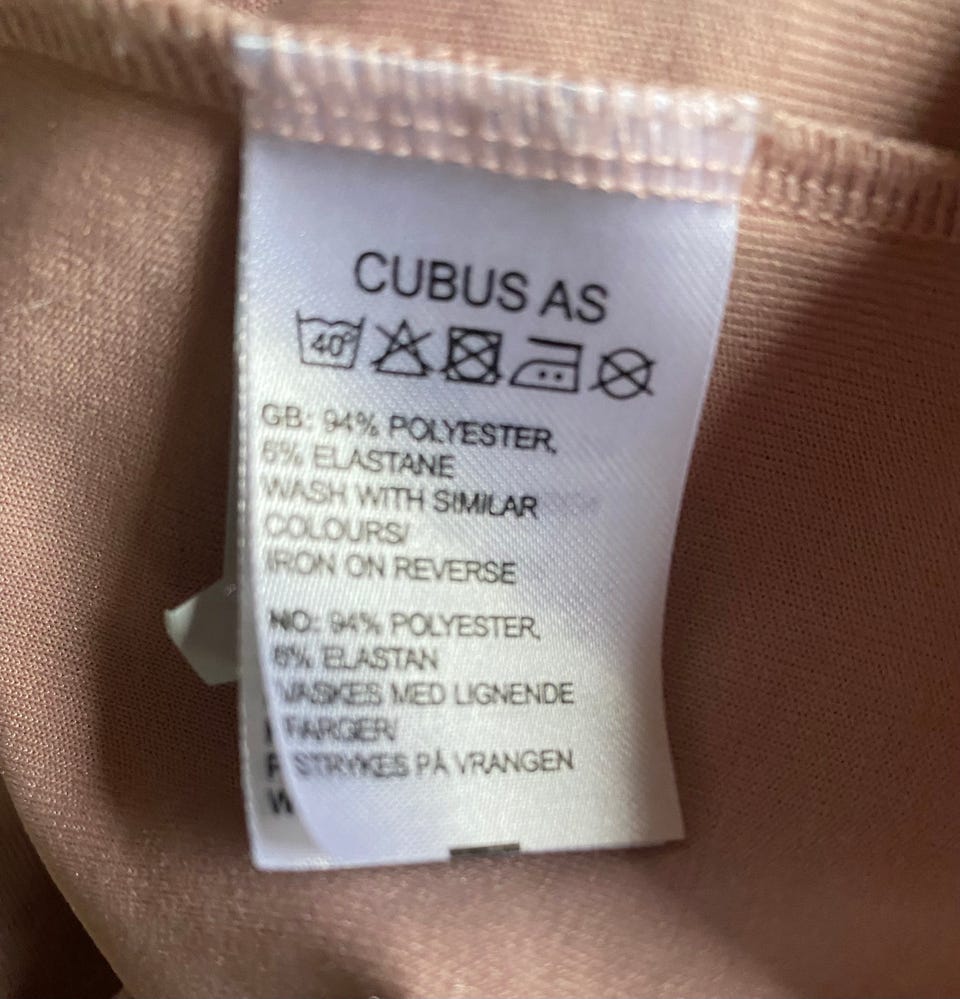 CUBUS AS
40°
GB: 94% POLYESTER,
6% ELASTANE
WASH WITH SIMILAR
COLOURS/
IRON ON REVERSE
NO: 94% POLYESTER,
6% ELASTAN
VASKES MED LIGNENDE
FARGER/
STRYKES PÅ VRANGEN
W